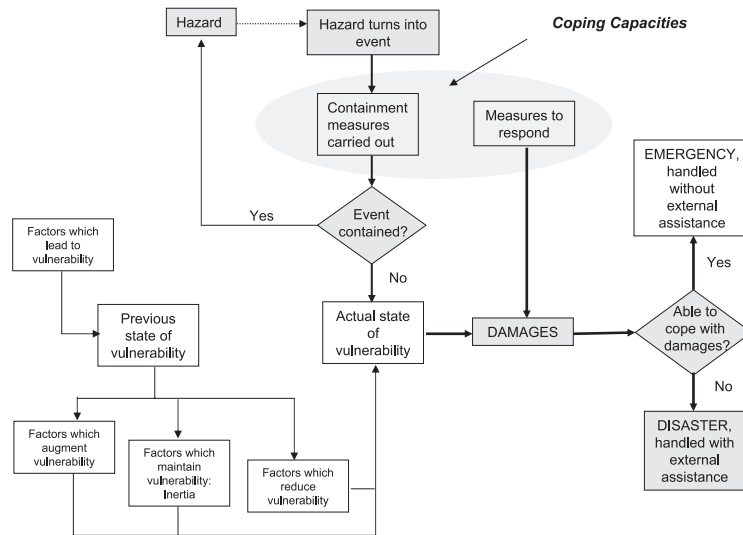 Hazard
Hazard turns into
event
Coping Capacities
Containment
measures
carried out
Measures to
respond
EMERGENCY,
handled
without
external
assistance
Yes
Event
contained?
Factors which
lead to
vulnerability
No
Yes
Previous
state of
vulnerability
Actual state
of
vulnerability
DAMAGES
Able to
cope with
damages?
No
Factors which
augment
vulnerability
Factors which
maintain
vulnerability:
Inertia
Factors which
reduce
vulnerability
DISASTER,
handled with
external
assistance